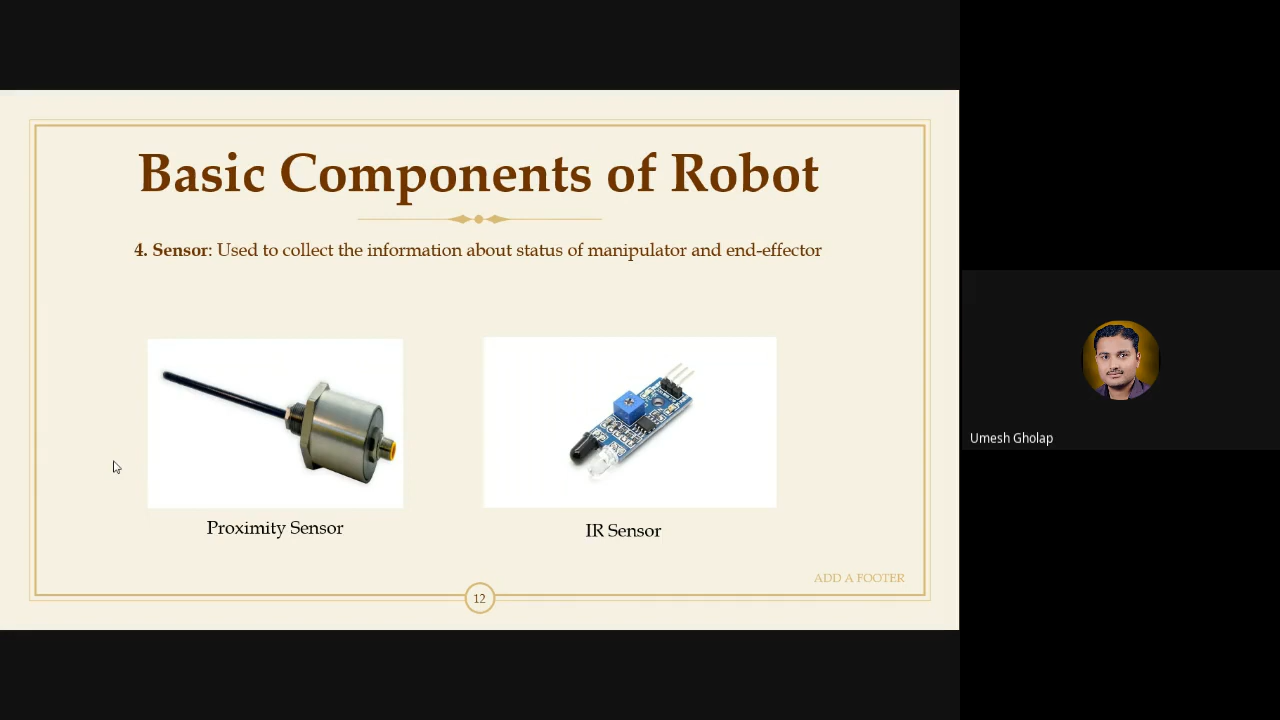 Basic Components of Robot
4. Sensor: Used to collect the information about status of manipulator and end-effector
Proximity Sensor
IR Sensor
ADD A FOOTER
12
Umesh Gholap